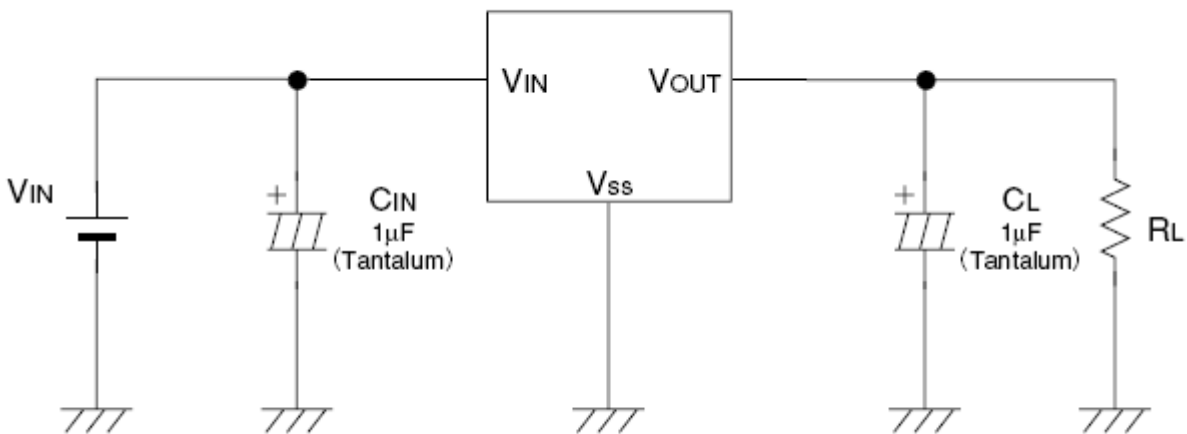 VIN
VOUT
VSS
VIN
+
CIN
1μF
(Tantalum)
+
CL
1μF
(Tantalum)
RL